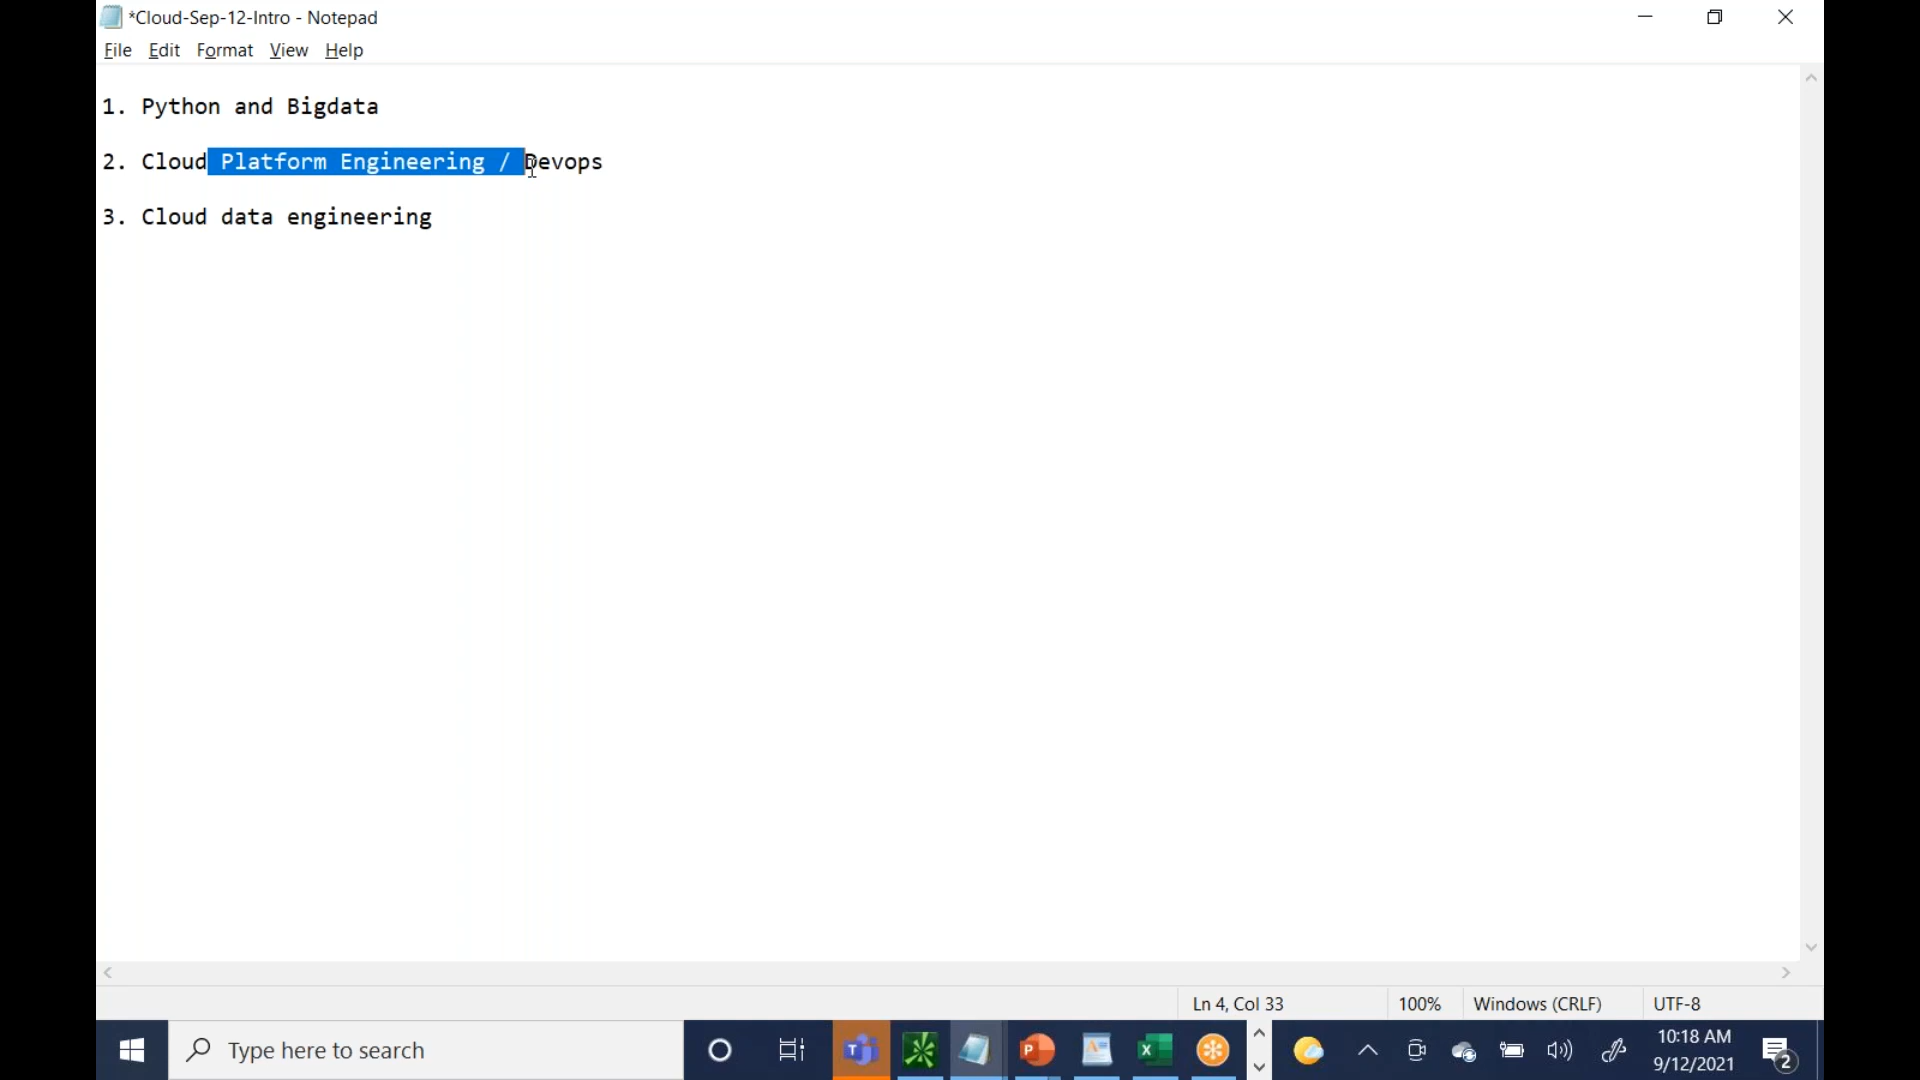 *Cloud-Sep-12-Intro - Notepad
File Edit Format View Help
1. Python and Bigdata
2. Cloud Platform Engineering / Devops
3. Cloud data engineering
Ln 4, Col 33 100% Windows (CRLF) UTF-8
Type here to search
10:18 AM
9/12/2021
2